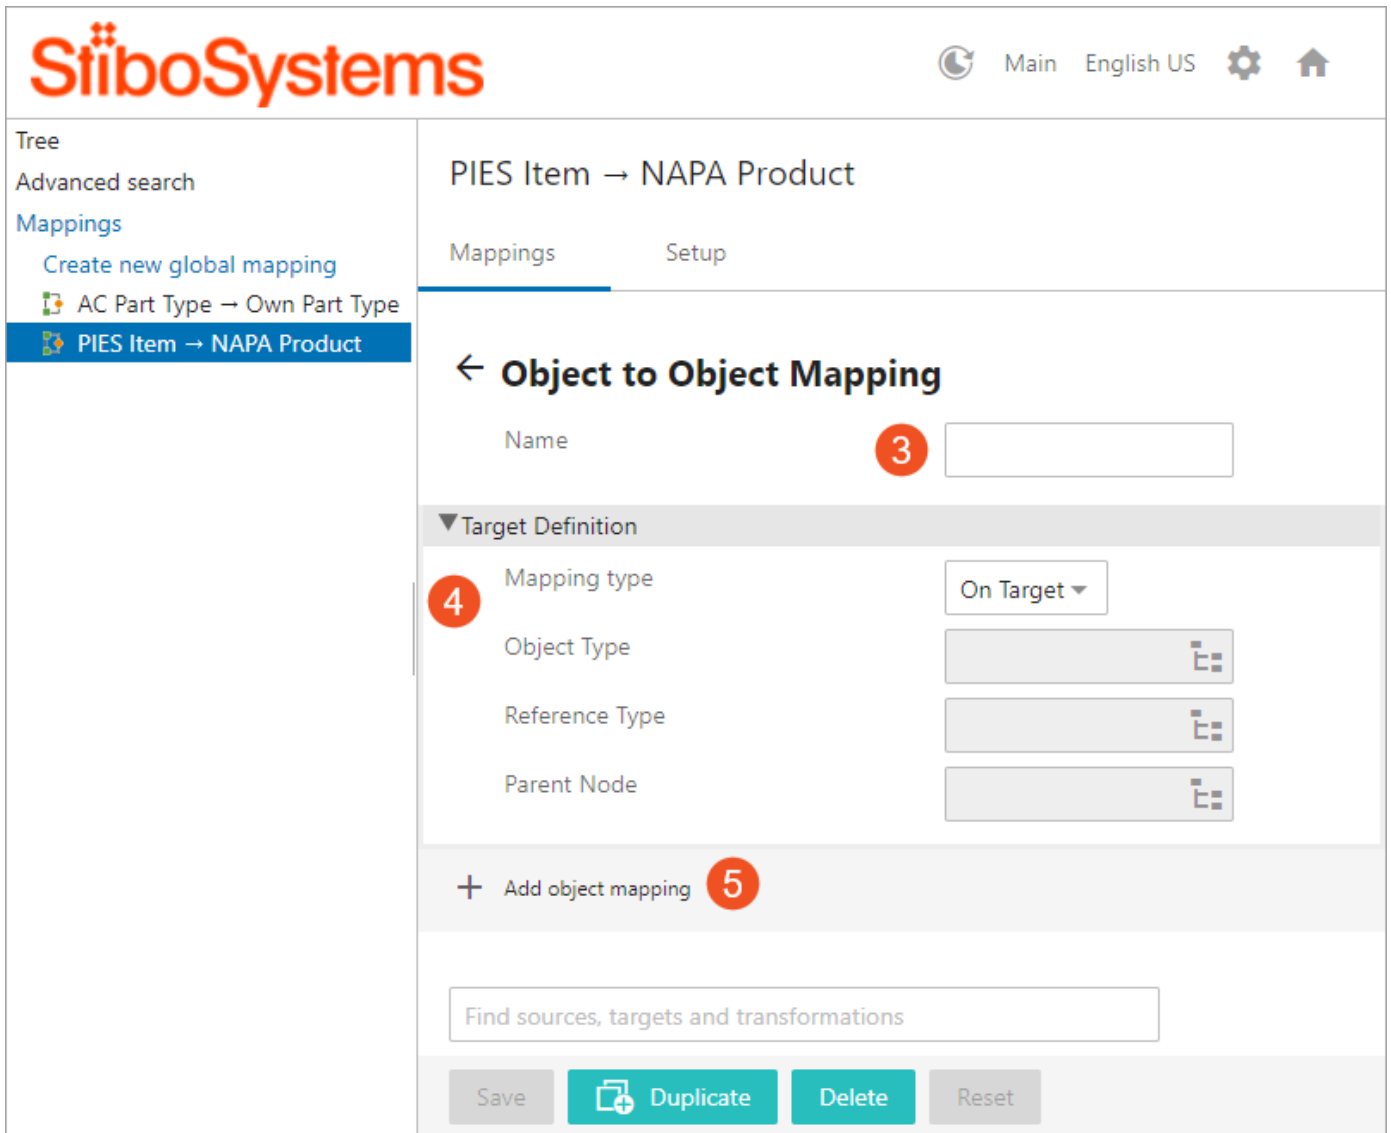 StiboSystems
Main English US
Tree
Advanced search
Mappings
Create new global mapping
AC Part Type → Own Part Type
PIES Item → NAPA Product
PIES Item → NAPA Product
Mappings Setup
← Object to Object Mapping
Name 3
Target Definition
Mapping type On Target
4
Object Type
Reference Type
Parent Node
+ Add object mapping 5
Find sources, targets and transformations
Save Duplicate Delete Reset